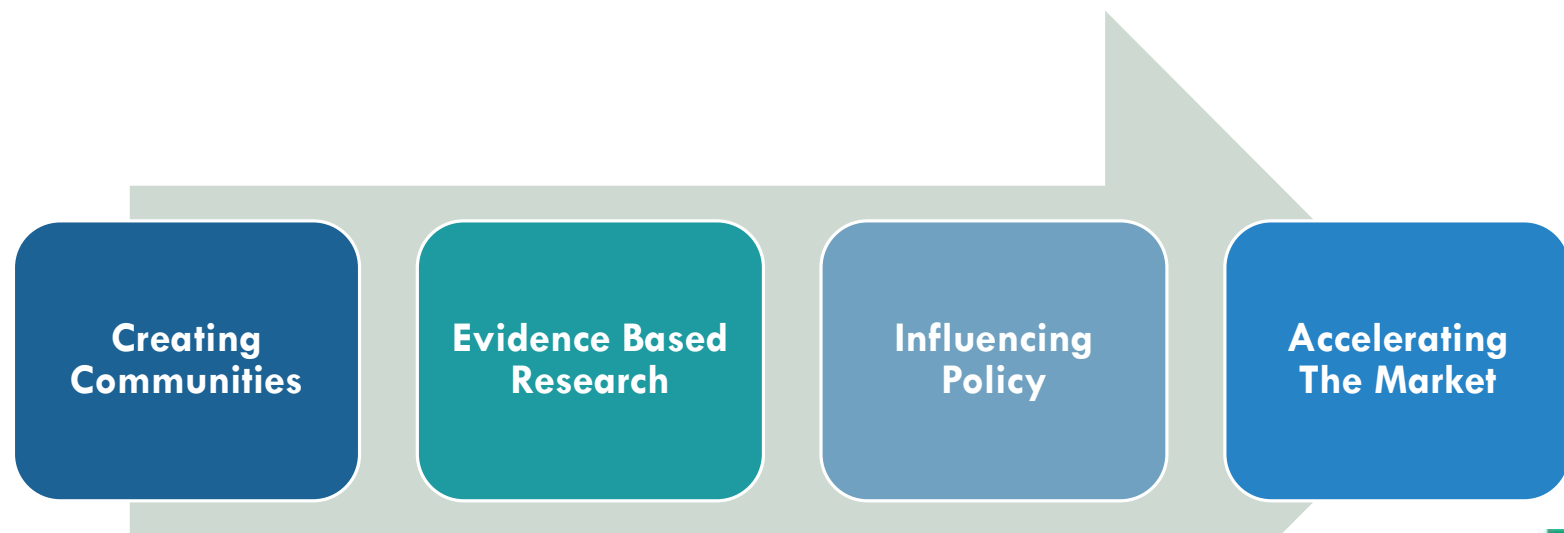 Creating
Communities
Evidence Based
Research
Influencing
Policy
Accelerating
The Market